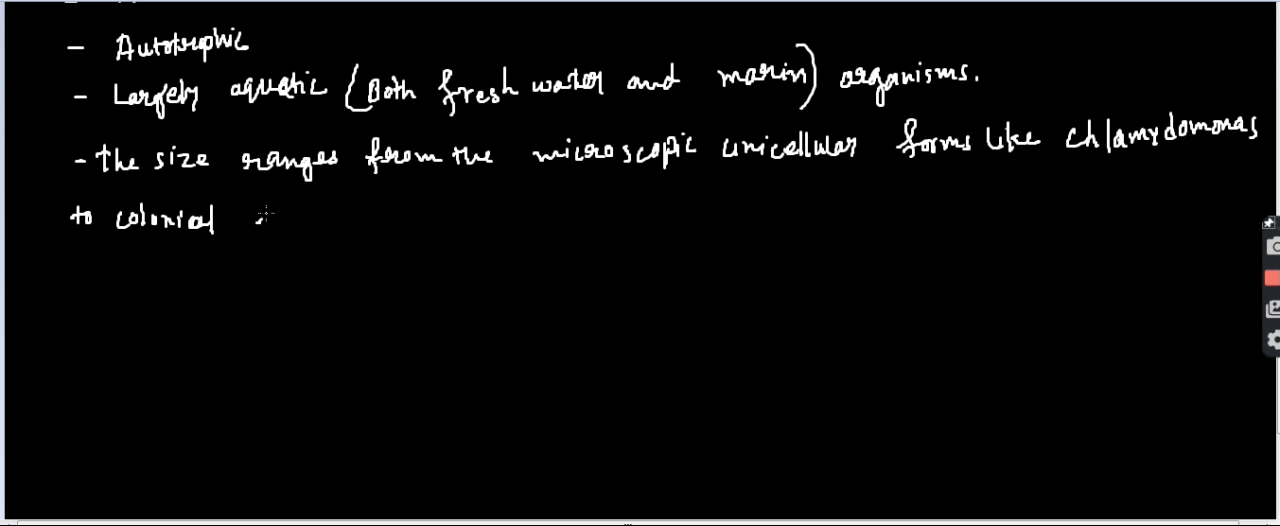 - Autotrophic
- Largely aquatic (Both fresh water and marin) organisms.
- the size ranges from the microscopic unicellular forms like chlamydomonas
to colonial